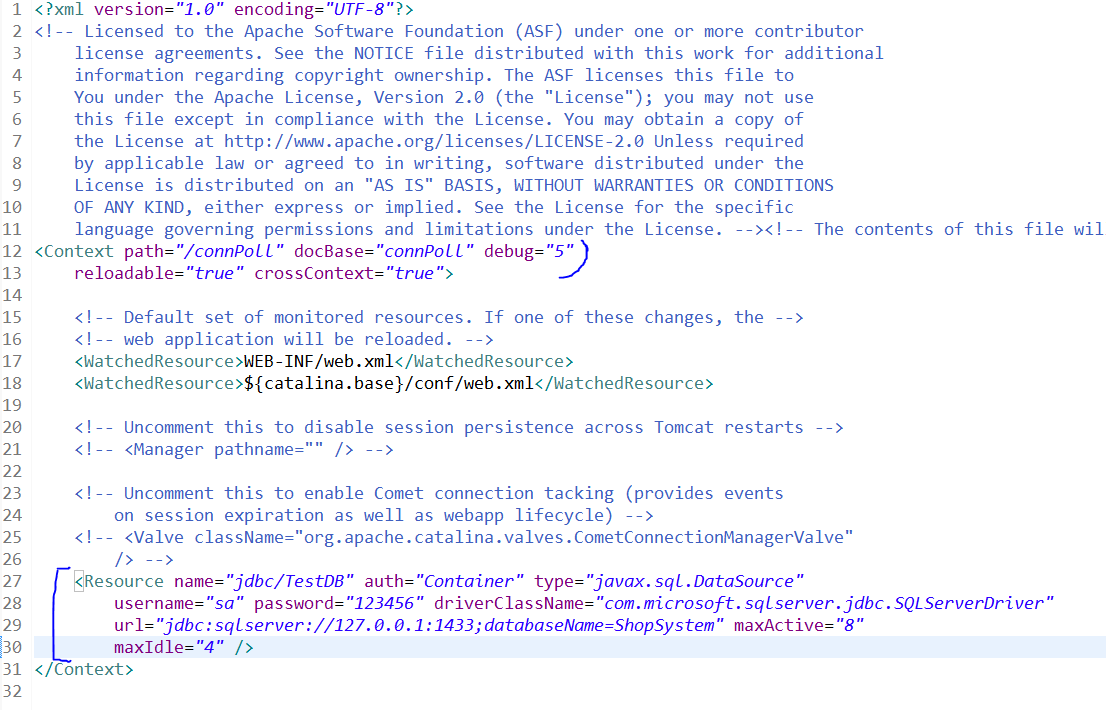 1 <?xml version="1.0" encoding="UTF-8"?>
2 <!-- Licensed to the Apache Software Foundation (ASF) under one or more contributor
3     license agreements. See the NOTICE file distributed with this work for additional
4     information regarding copyright ownership. The ASF licenses this file to
5     You under the Apache License, Version 2.0 (the "License"); you may not use
6     this file except in compliance with the License. You may obtain a copy of
7     the License at http://www.apache.org/licenses/LICENSE-2.0 Unless required
8     by applicable law or agreed to in writing, software distributed under the
9     License is distributed on an "AS IS" BASIS, WITHOUT WARRANTIES OR CONDITIONS
10     OF ANY KIND, either express or implied. See the License for the specific
11     language governing permissions and limitations under the License. --><!-- The contents of this file wil
12 <Context path="/connPoll" docBase="connPoll" debug="5"
13     reloadable="true" crossContext="true">
14
15     <!-- Default set of monitored resources. If one of these changes, the -->
16     <!-- web application will be reloaded. -->
17     <WatchedResource>WEB-INF/web.xml</WatchedResource>
18     <WatchedResource>${catalina.base}/conf/web.xml</WatchedResource>
19
20     <!-- Uncomment this to disable session persistence across Tomcat restarts -->
21     <!-- <Manager pathname="" /> -->
22
23     <!-- Uncomment this to enable Comet connection tacking (provides events
24         on session expiration as well as webapp lifecycle) -->
25     <!-- <Valve className="org.apache.catalina.valves.CometConnectionManagerValve"
26         /> -->
27     <Resource name="jdbc/TestDB" auth="Container" type="javax.sql.DataSource"
28         username="sa" password="123456" driverClassName="com.microsoft.sqlserver.jdbc.SQLServerDriver"
29         url="jdbc:sqlserver://127.0.0.1:1433;databaseName=ShopSystem" maxActive="8"
30         maxIdle="4" />
31 </Context>
32